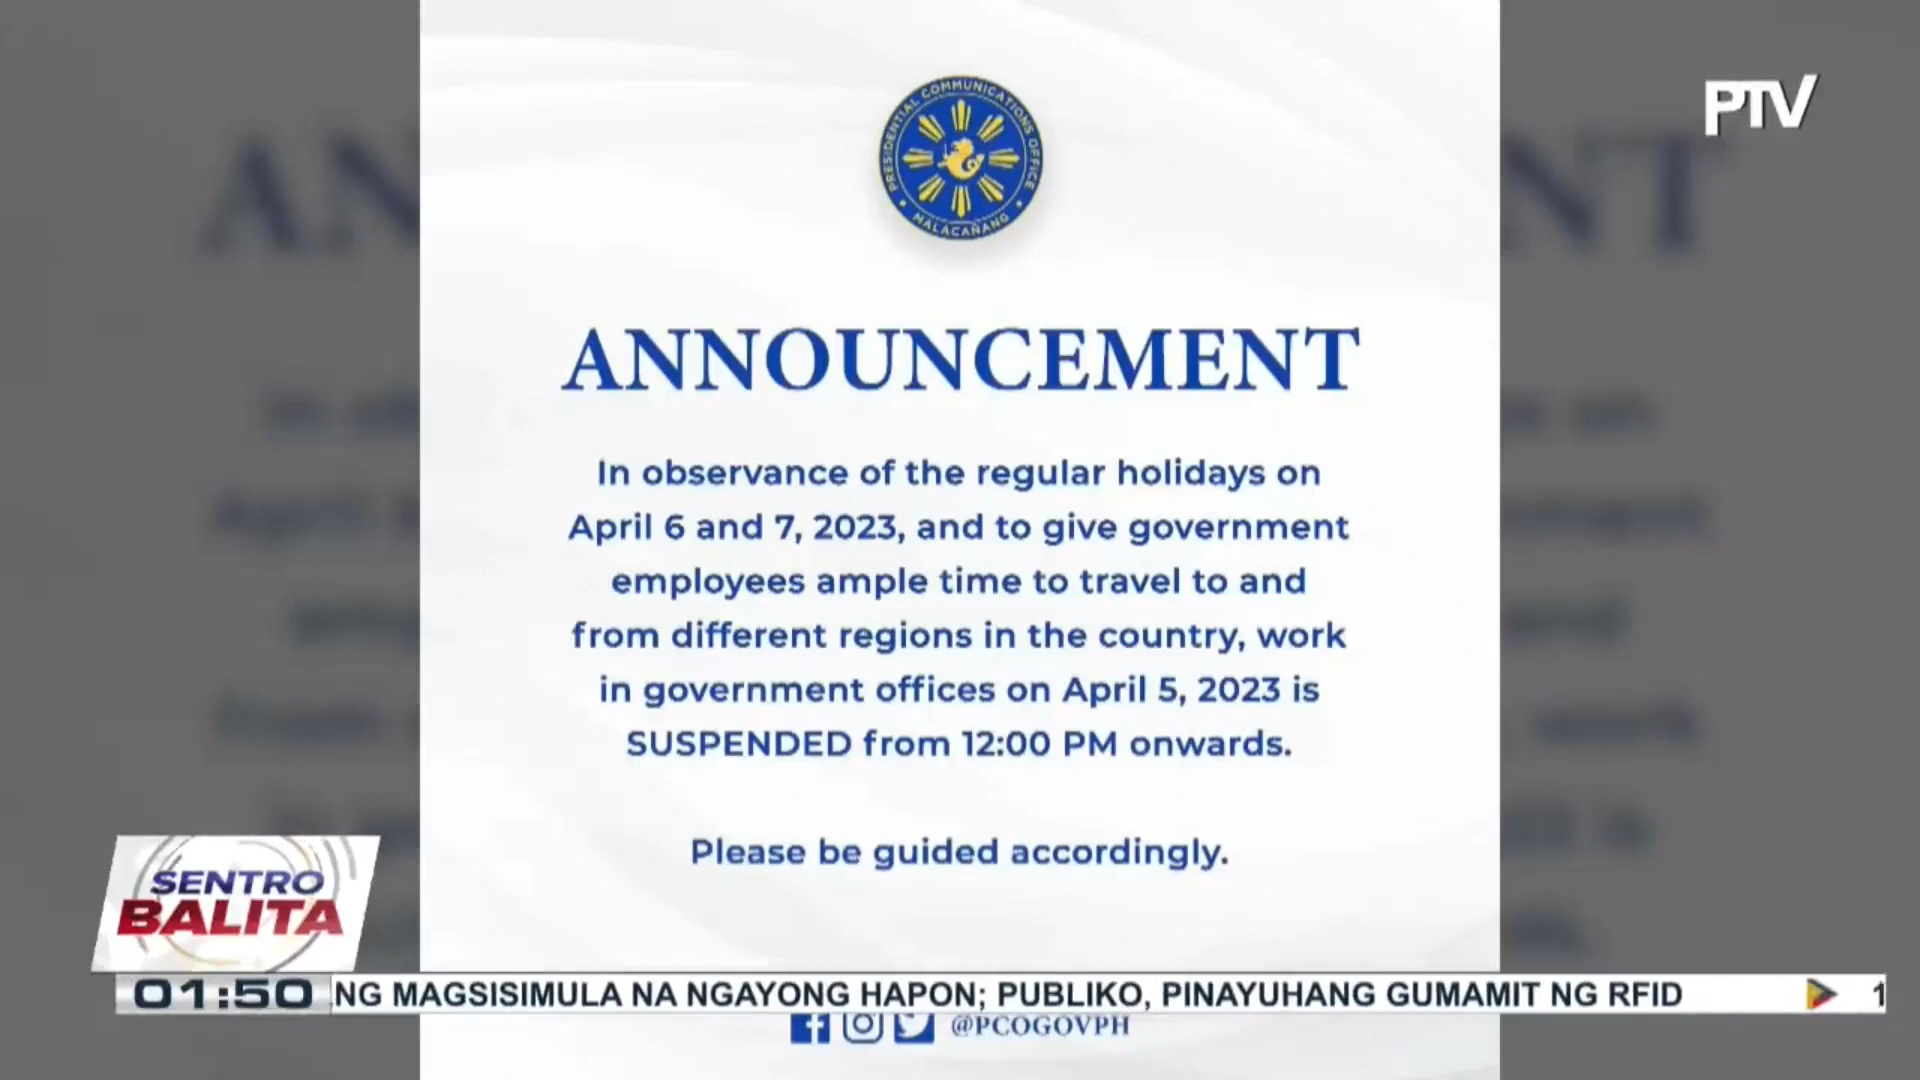 PRESIDENTIAL COMMUNICATIONS OFFICE
MALACAÑANG
PTV
ANNOUNCEMENT
In observance of the regular holidays on
April 6 and 7, 2023, and to give government
employees ample time to travel to and
from different regions in the country, work
in government offices on April 5, 2023 is
SUSPENDED from 12:00 PM onwards.
Please be guided accordingly.
SENTRO
BALITA
01:50 NG MAGSISIMULA NA NGAYONG HAPON; PUBLIKO, PINAYUHANG GUMAMIT NG RFID 1
@PCOGOVPH